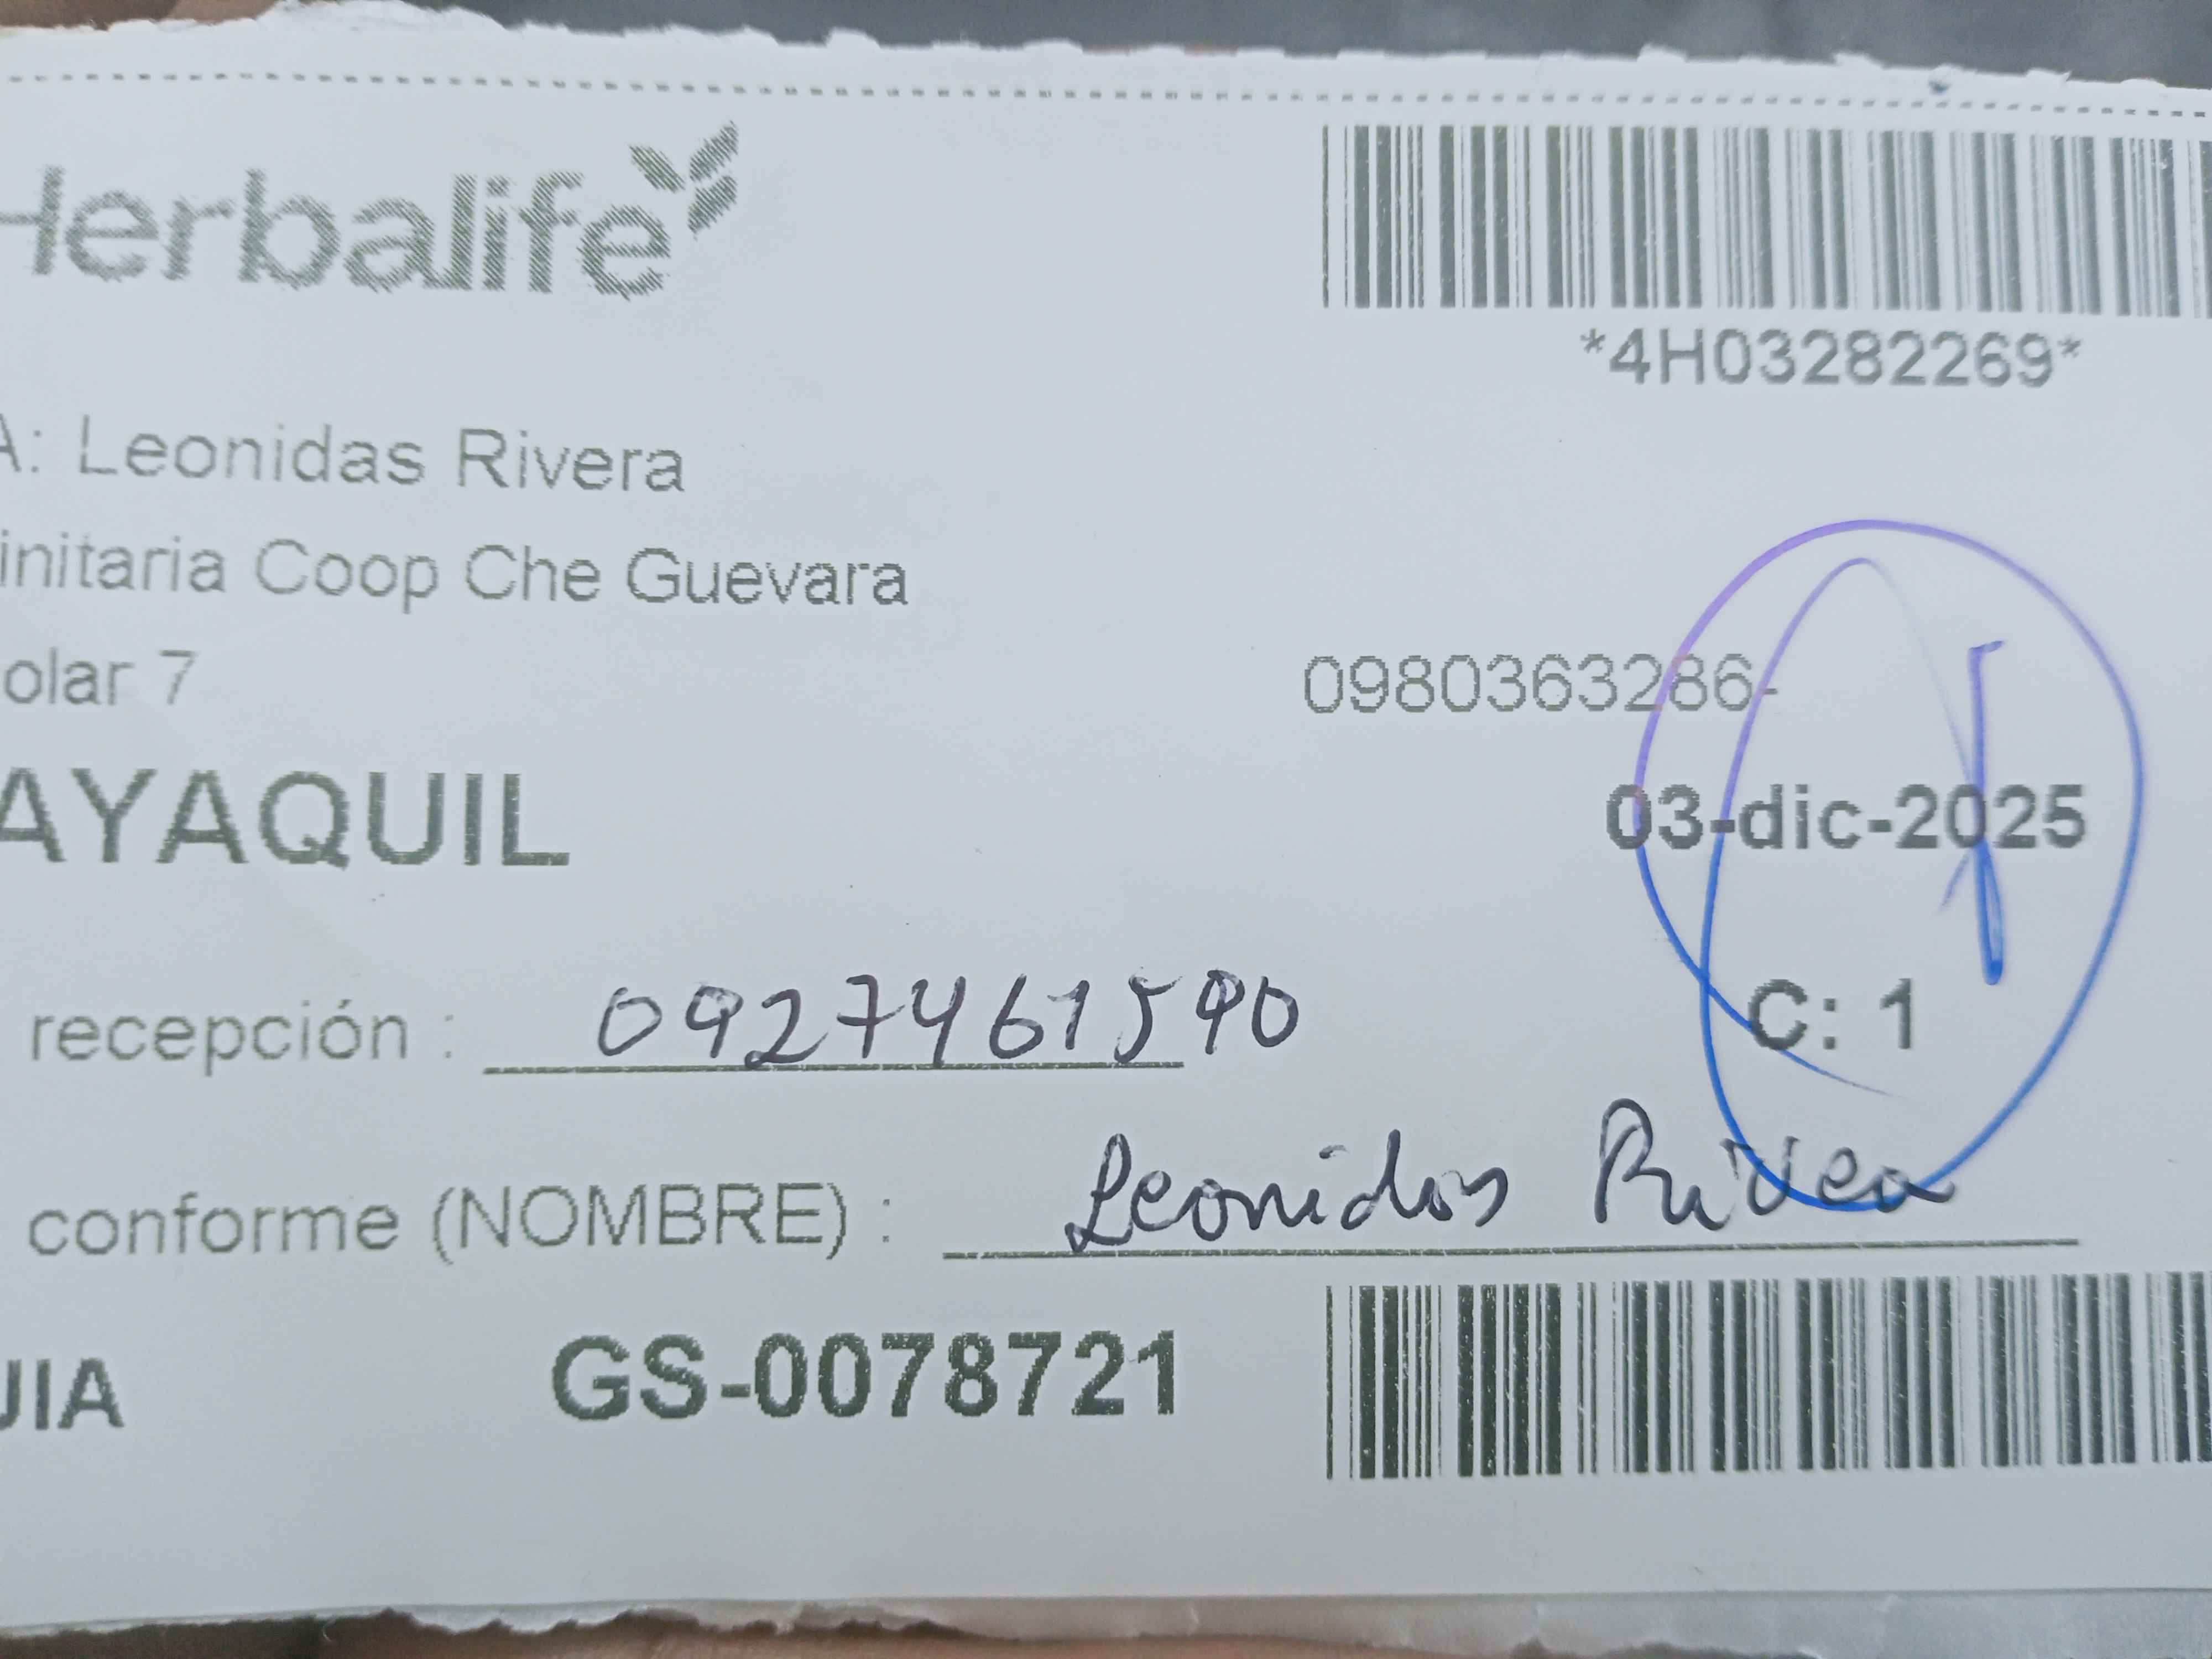 Herbalife
*4H03282269*
A: Leonidas Rivera
initaria Coop Che Guevara
olar 7
0980363286-
AYAQUIL
03-dic-2025
C: 1
recepción : 0927461590
conforme (NOMBRE) : Leonidas
JIA
GS-0078721